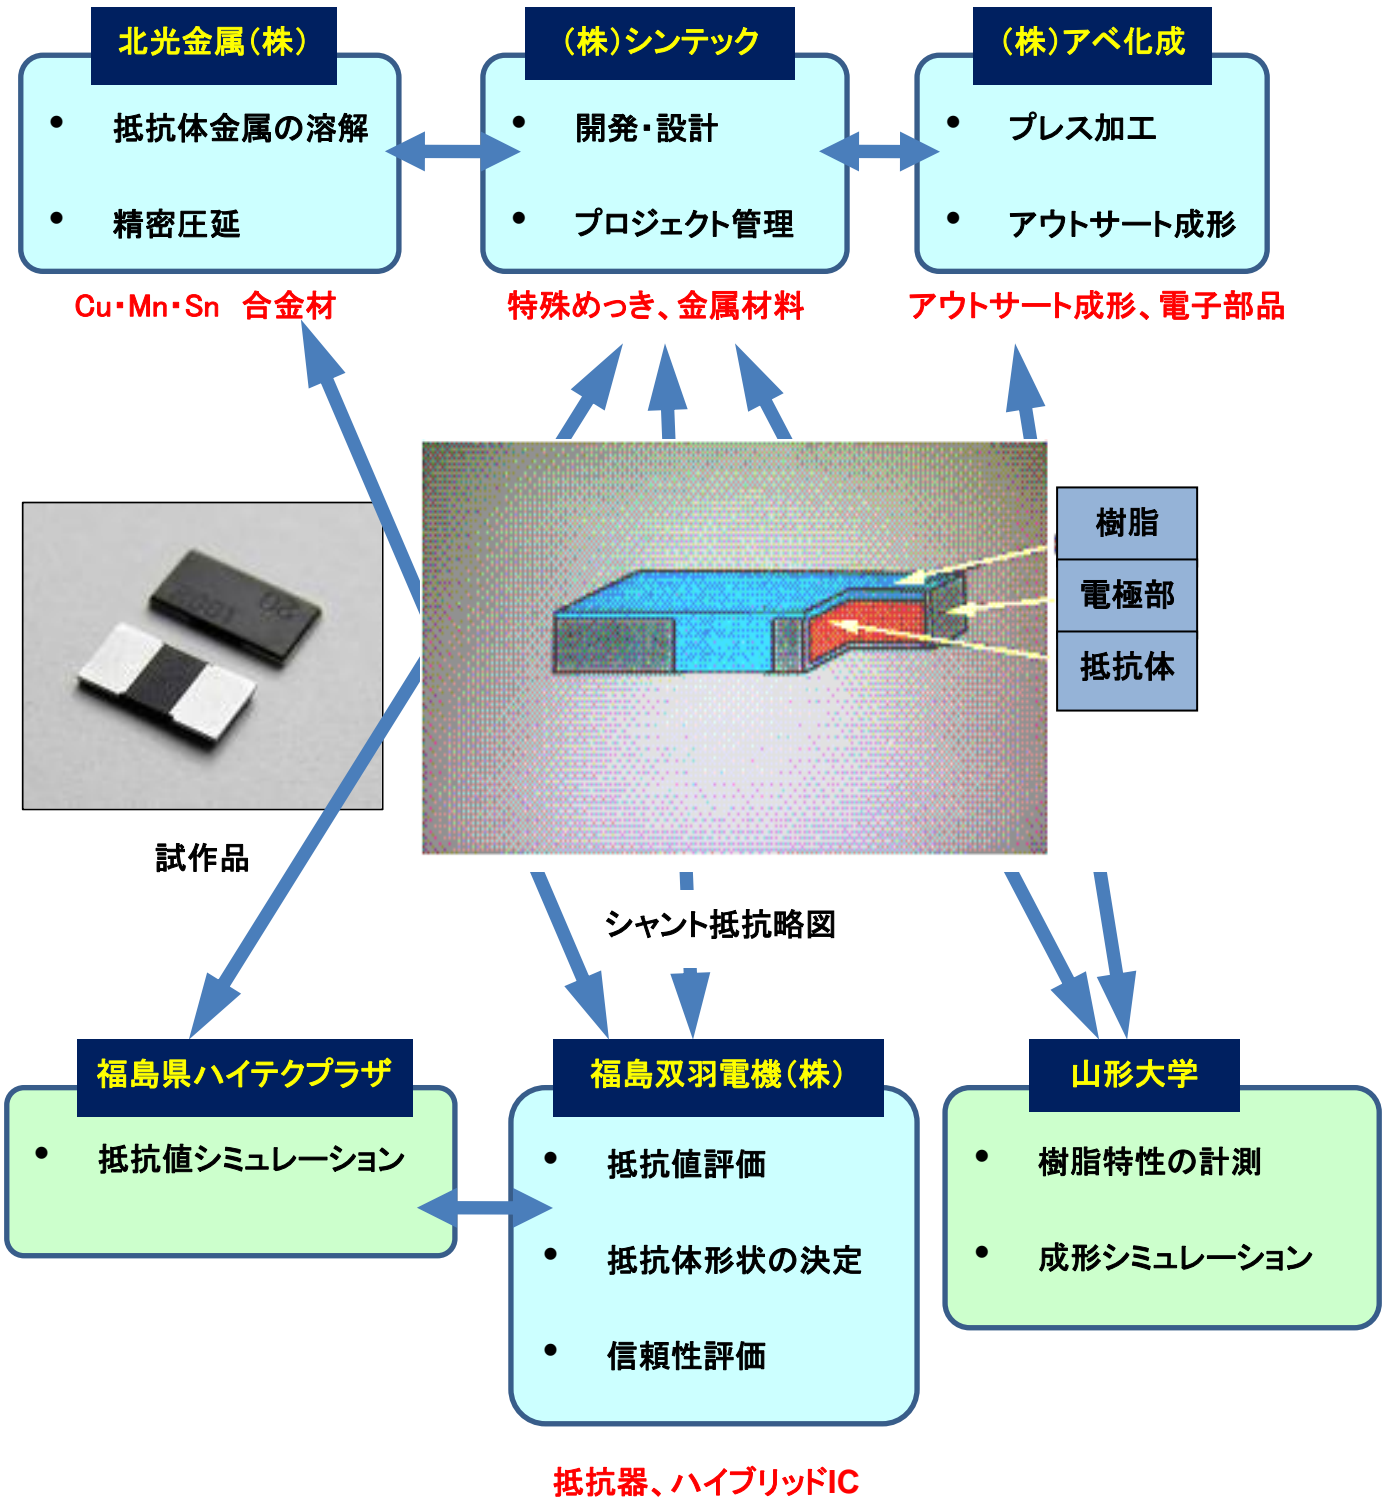 北光金属(株)
・ 抵抗体金属の溶解
・ 精密圧延
Cu・Mn・Sn 合金材
(株)シンテック
・ 開発・設計
・ プロジェクト管理
特殊めっき、金属材料
(株)アベ化成
・ プレス加工
・ アウトサート成形
アウトサート成形、電子部品
樹脂
電極部
抵抗体
試作品
シャント抵抗略図
福島県ハイテクプラザ
・ 抵抗値シミュレーション
福島双羽電機(株)
・ 抵抗値評価
・ 抵抗体形状の決定
・ 信頼性評価
抵抗器、ハイブリッドIC
山形大学
・ 樹脂特性の計測
・ 成形シミュレーション